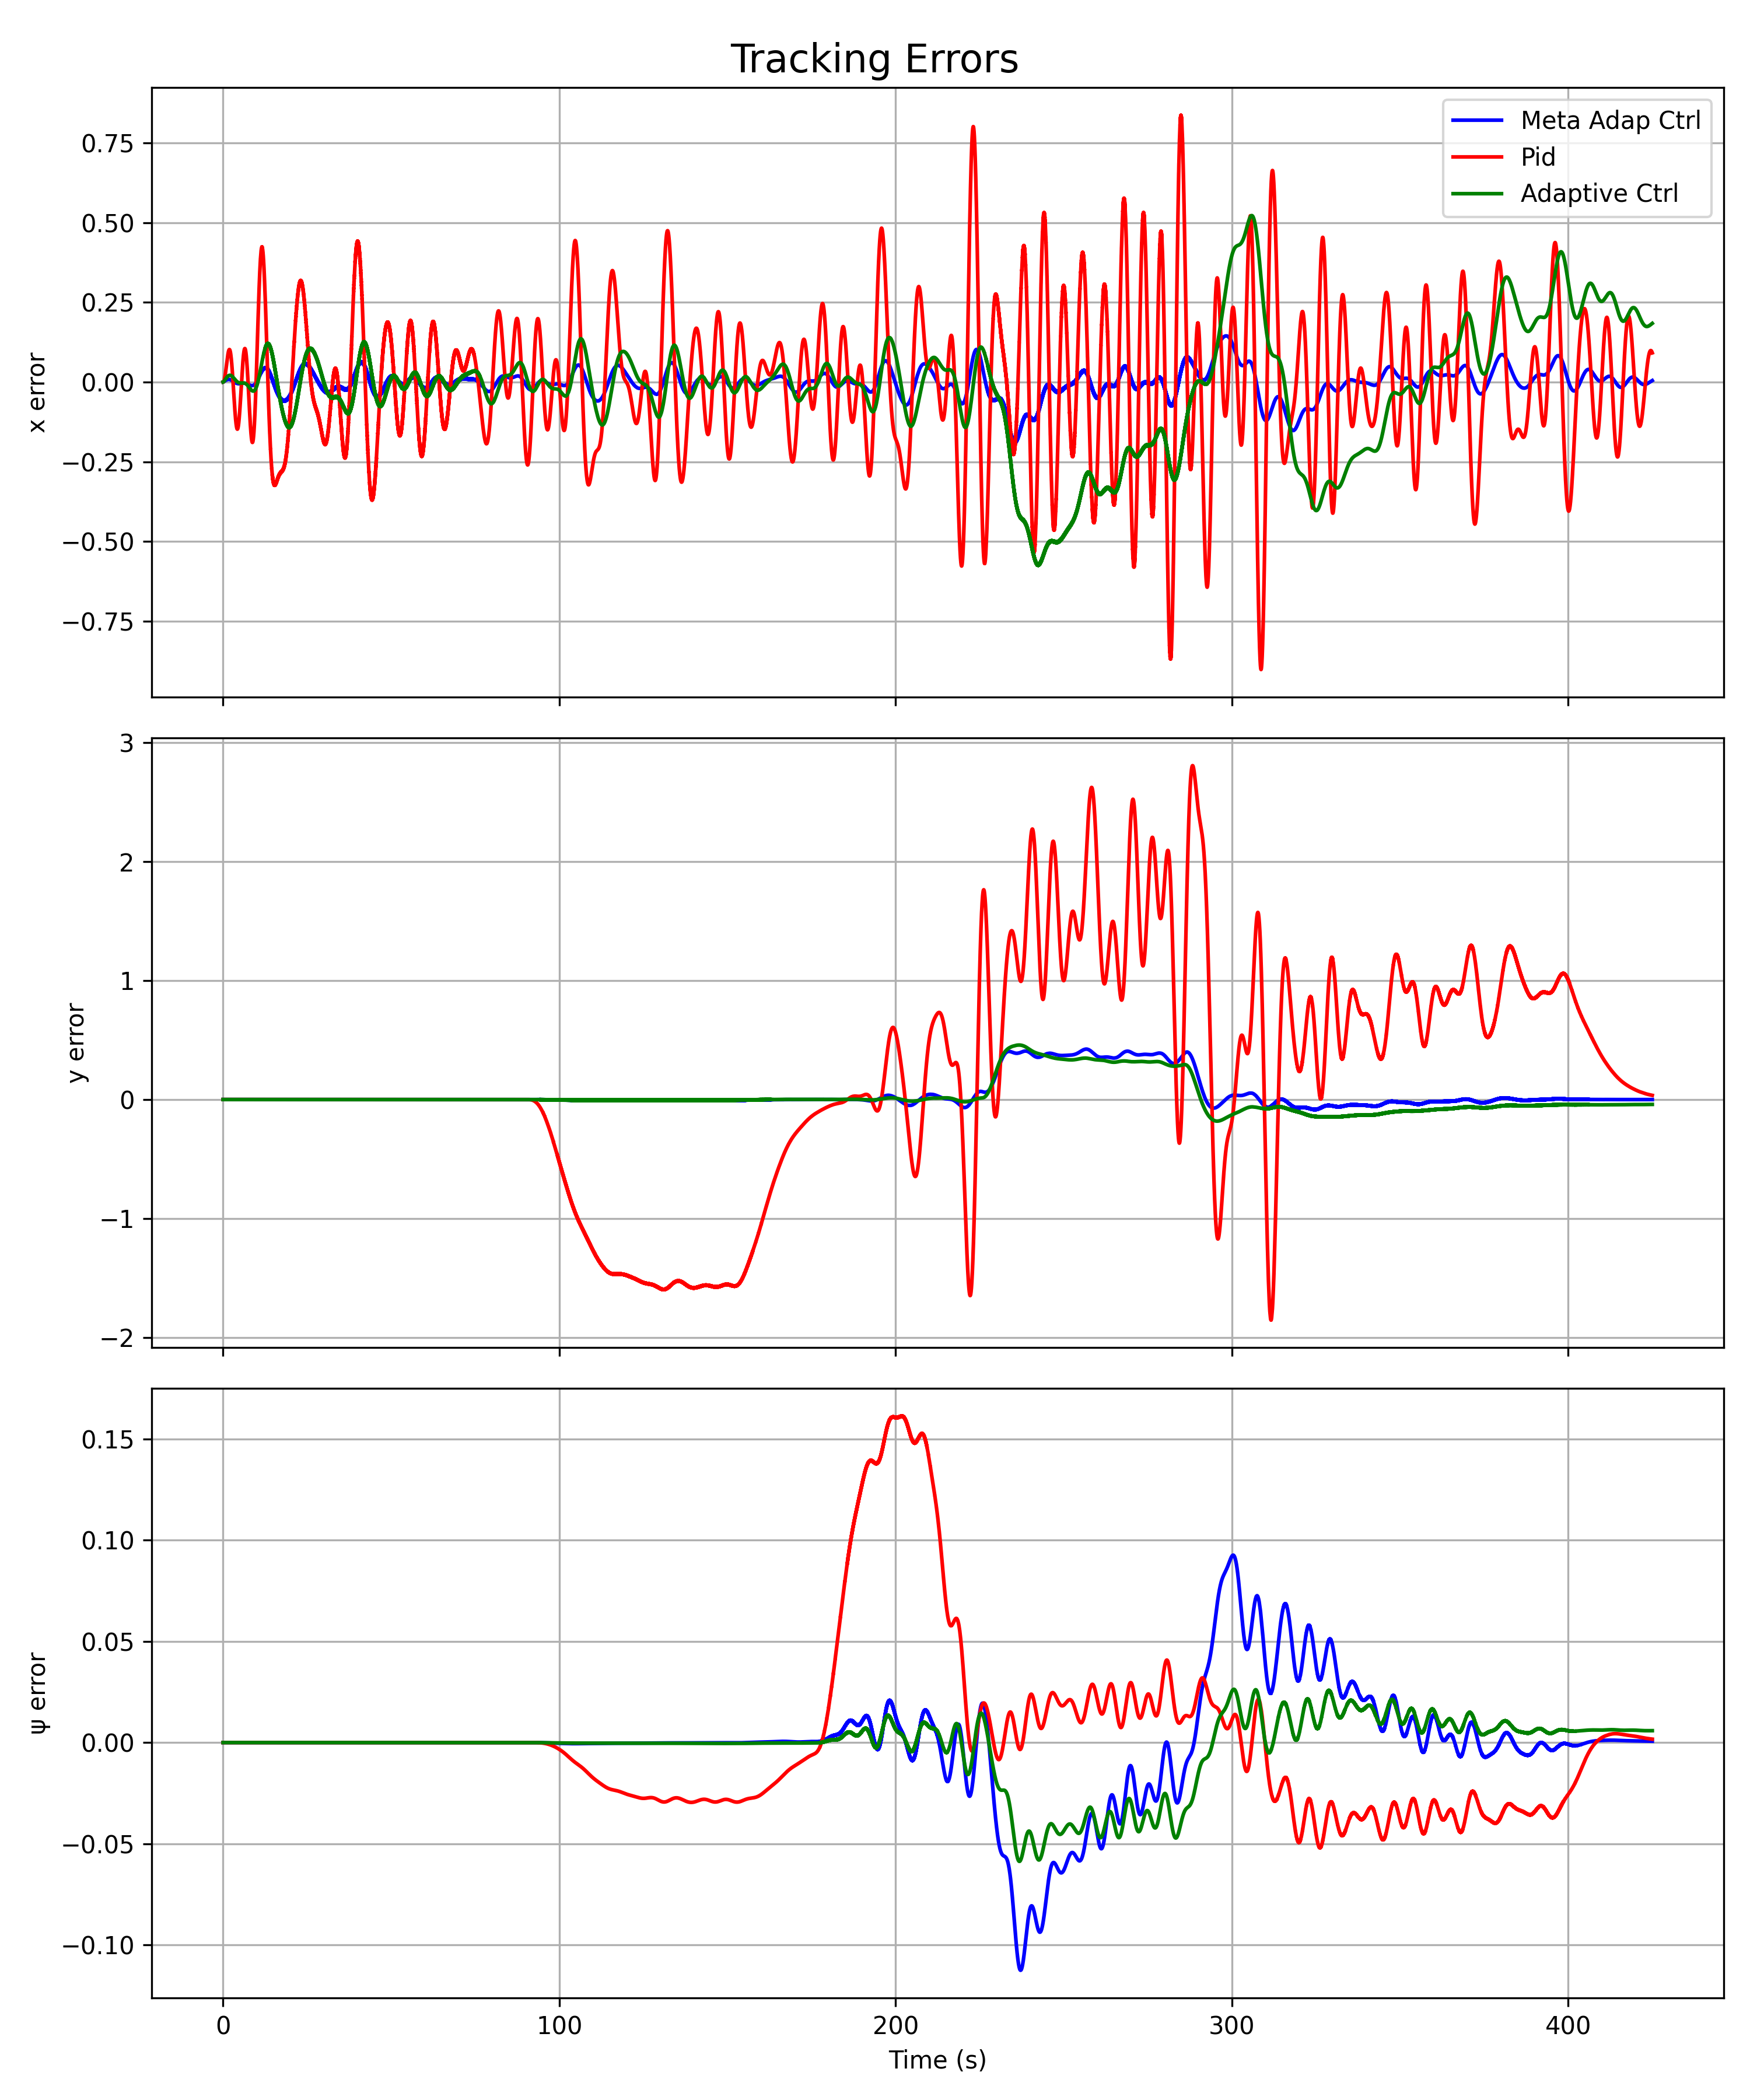 Tracking Errors
0.75
0.50
0.25
0.00
−0.25
−0.50
−0.75
x error
Meta Adap Ctrl
Pid
Adaptive Ctrl
3
2
1
0
−1
−2
y error
0.15
0.10
0.05
0.00
−0.05
−0.10
ψ error
0 100 200 300 400
Time (s)